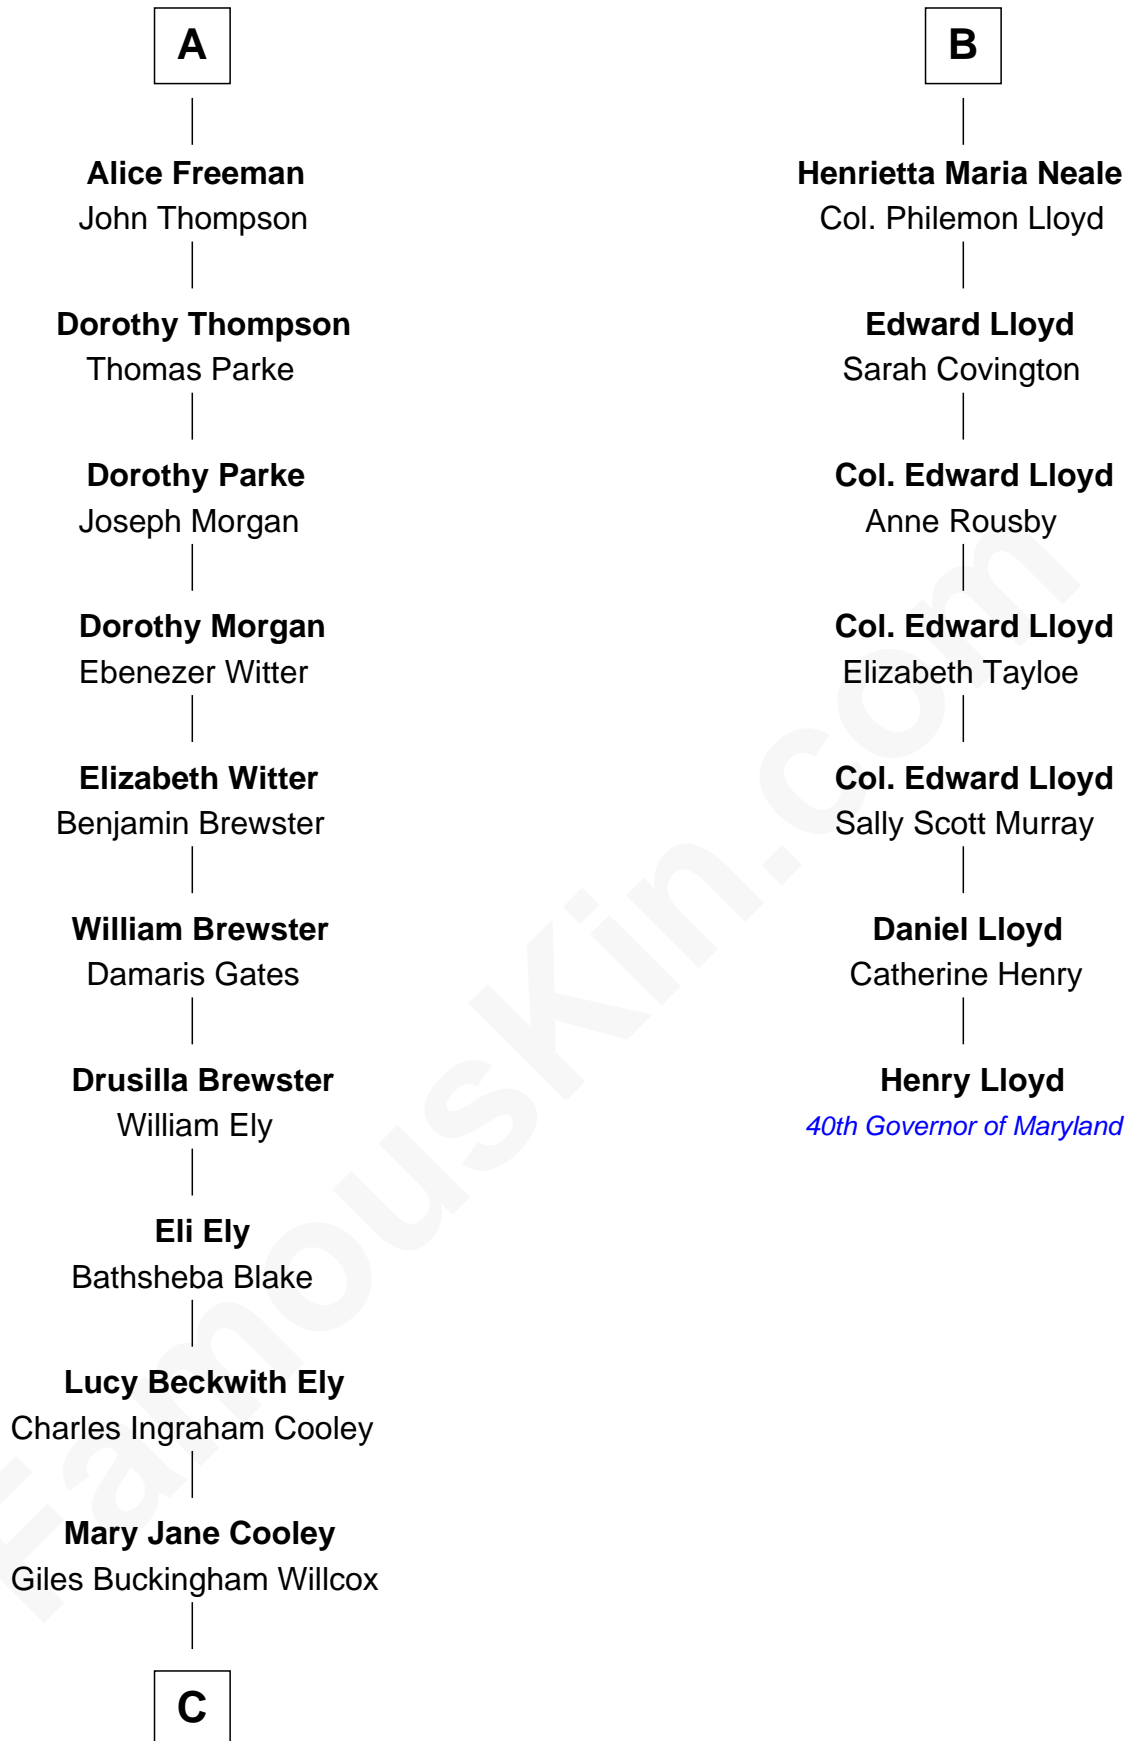 A
Alice Freeman
John Thompson
Dorothy Thompson
Thomas Parke
Dorothy Parke
Joseph Morgan
Dorothy Morgan
Ebenezer Witter
Elizabeth Witter
Benjamin Brewster
William Brewster
Damaris Gates
Drusilla Brewster
William Ely
Eli Ely
Bathsheba Blake
Lucy Beckwith Ely
Charles Ingraham Cooley
Mary Jane Cooley
Giles Buckingham Willcox
C
B
Henrietta Maria Neale
Col. Philemon Lloyd
Edward Lloyd
Sarah Covington
Col. Edward Lloyd
Anne Rousby
Col. Edward Lloyd
Elizabeth Tayloe
Col. Edward Lloyd
Sally Scott Murray
Daniel Lloyd
Catherine Henry
Henry Lloyd
40th Governor of Maryland
FamousKin.com